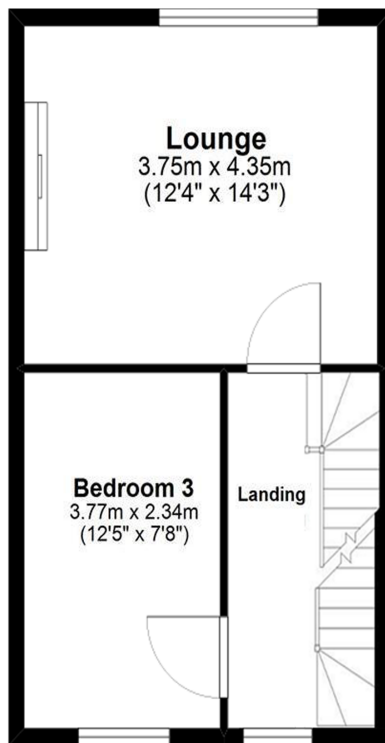 Lounge
3.75m x 4.35m
(12'4" x 14'3")
Bedroom 3
3.77m x 2.34m
(12'5" x 7'8")
Landing